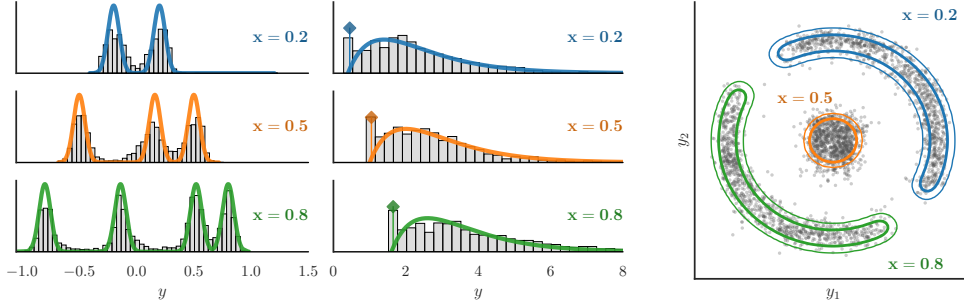 x = 0.2
x = 0.5
x = 0.8
−1.0 −0.5 0.0 0.5 1.0 1.5
y
x = 0.2
x = 0.5
x = 0.8
0 2 4 6 8
y
x = 0.2
x = 0.5
x = 0.8
y2
y1